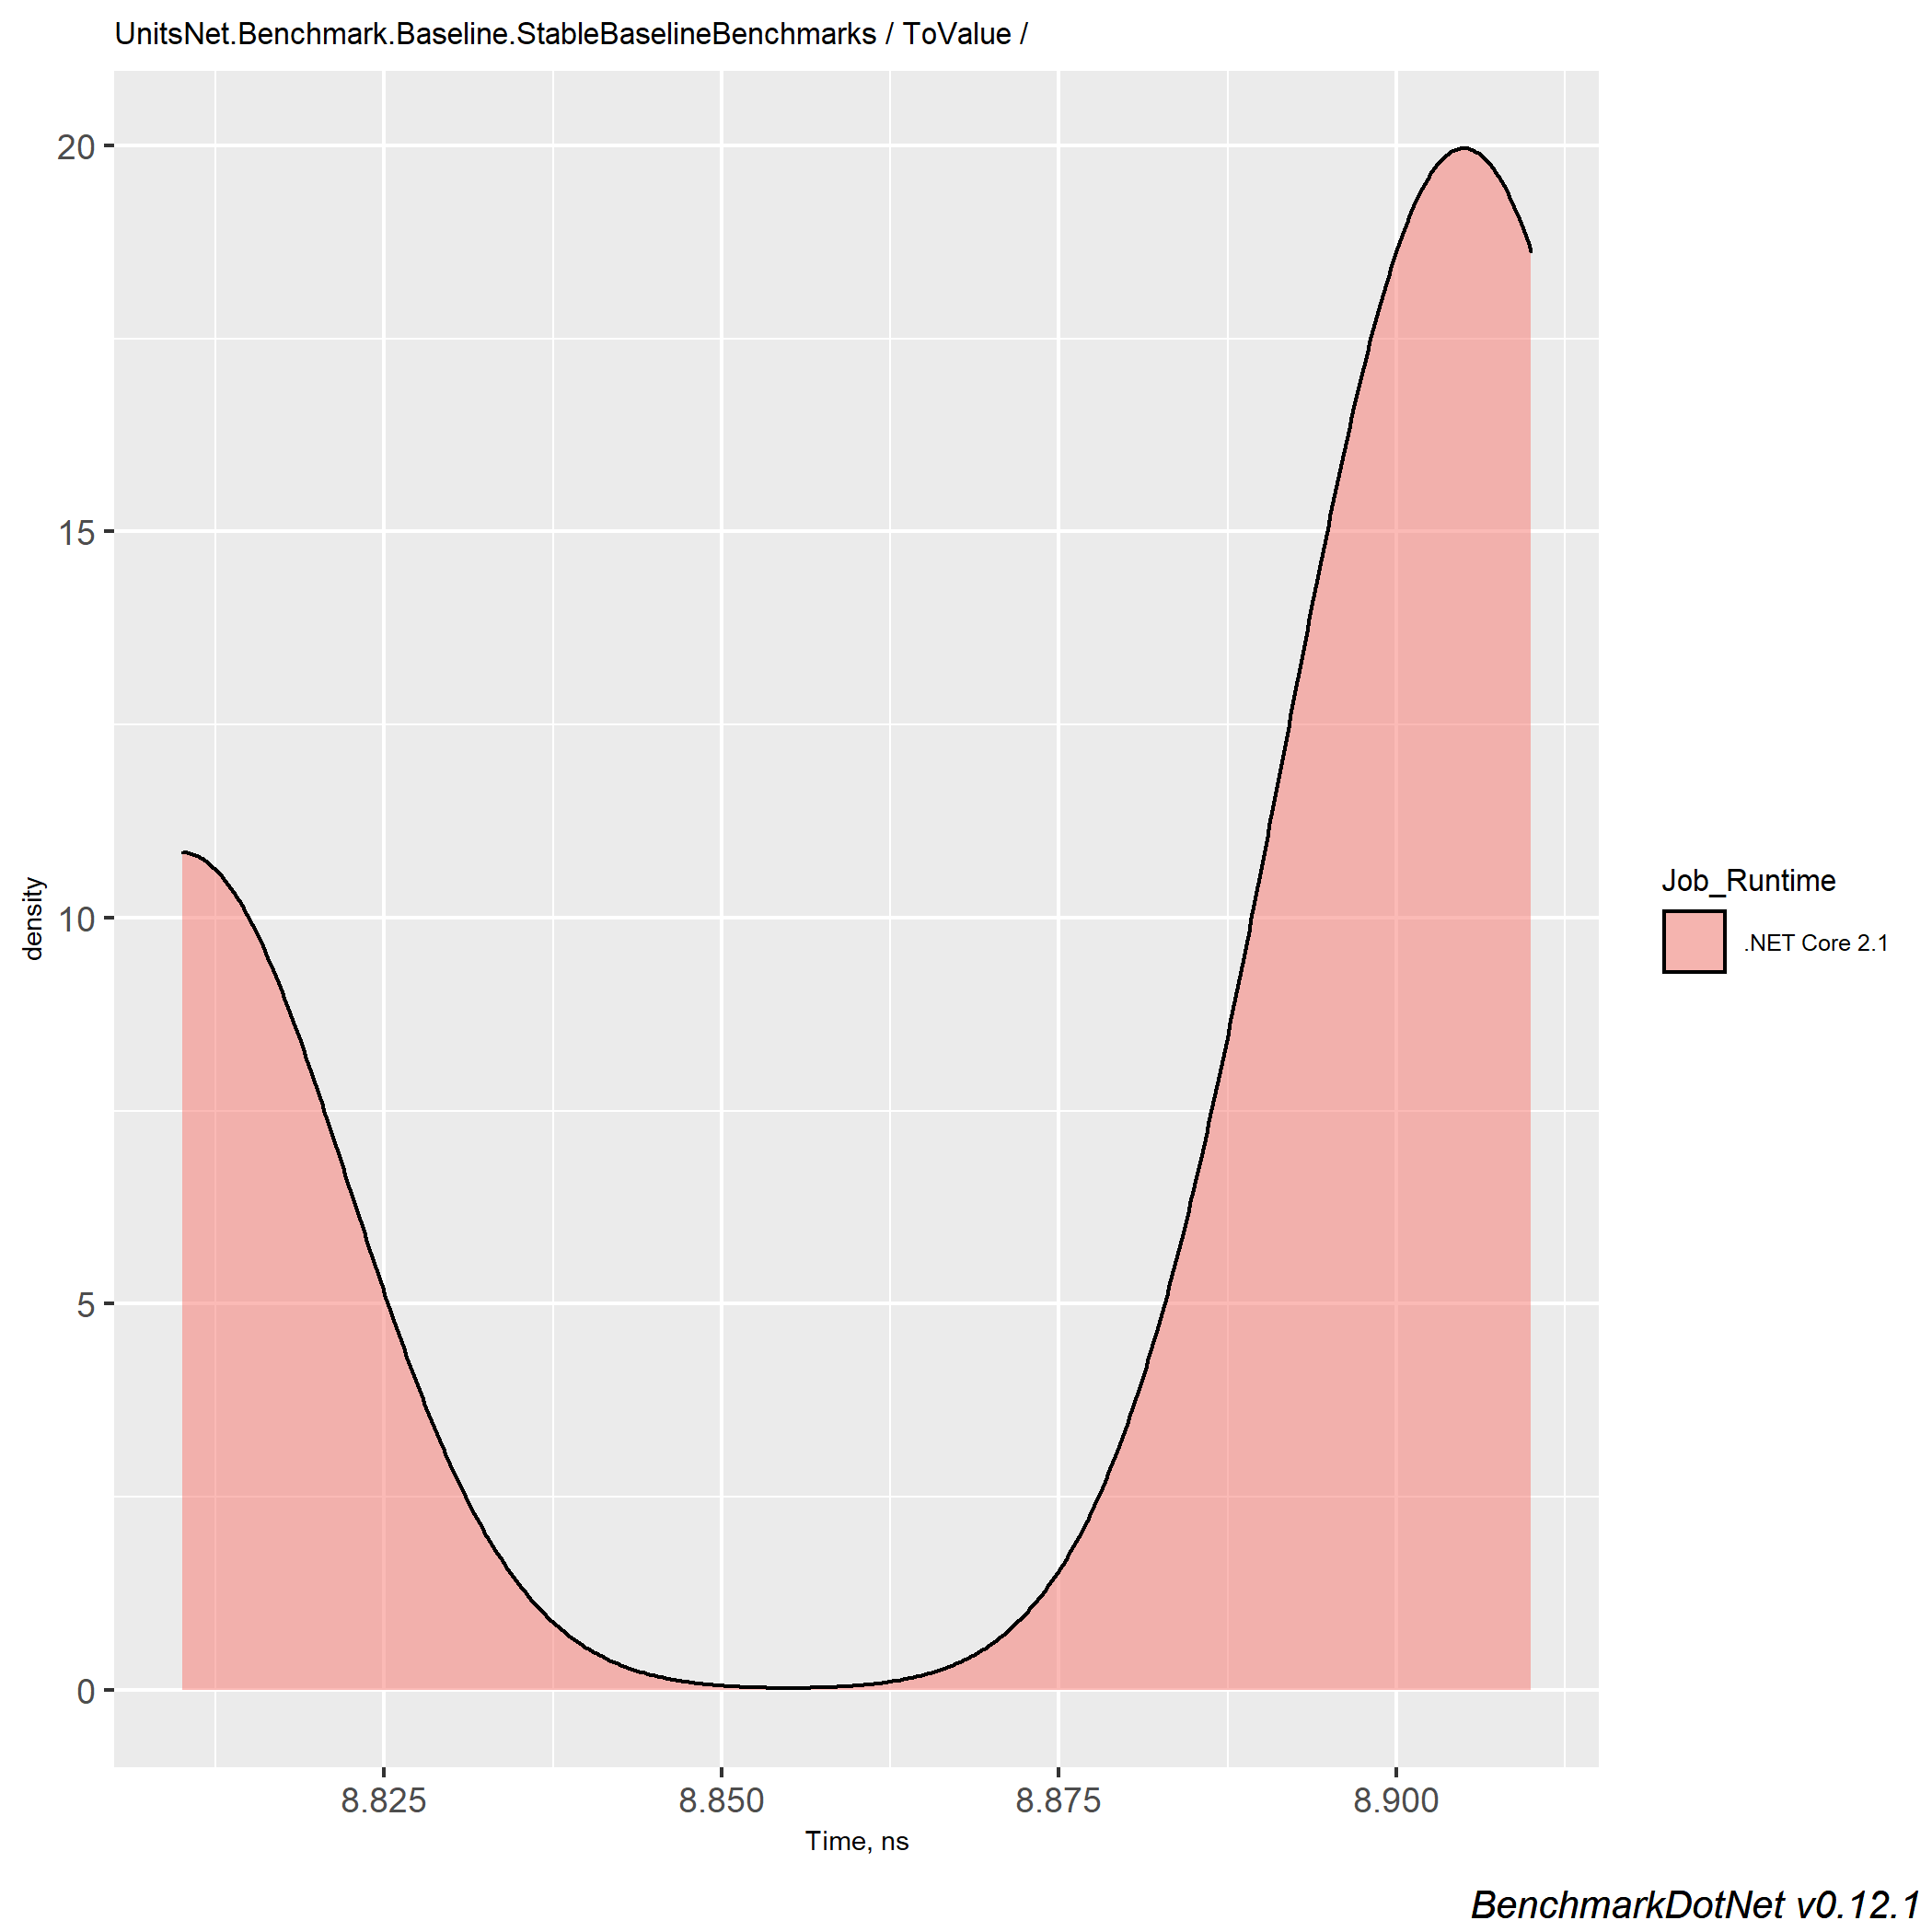 UnitsNet.Benchmark.Baseline.StableBaselineBenchmarks / ToValue /
20
15
10
5
0
density
8.825 8.850 8.875 8.900
Time, ns
Job_Runtime
.NET Core 2.1
BenchmarkDotNet v0.12.1